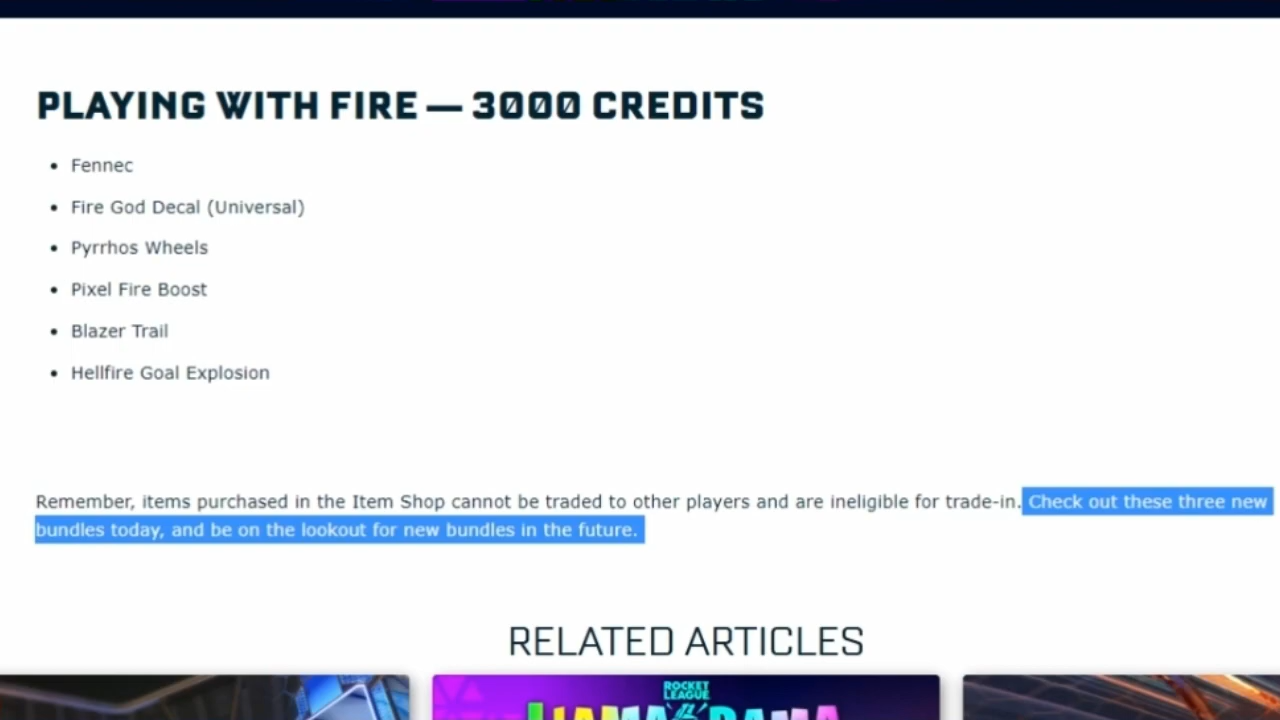 PLAYING WITH FIRE — 3000 CREDITS
Fennec
Fire God Decal (Universal)
Pyrrhos Wheels
Pixel Fire Boost
Blazer Trail
Hellfire Goal Explosion
Remember, items purchased in the Item Shop cannot be traded to other players and are ineligible for trade-in. Check out these three new
bundles today, and be on the lookout for new bundles in the future.
RELATED ARTICLES
ROCKET
LEAGUE
LLAMA RAMA